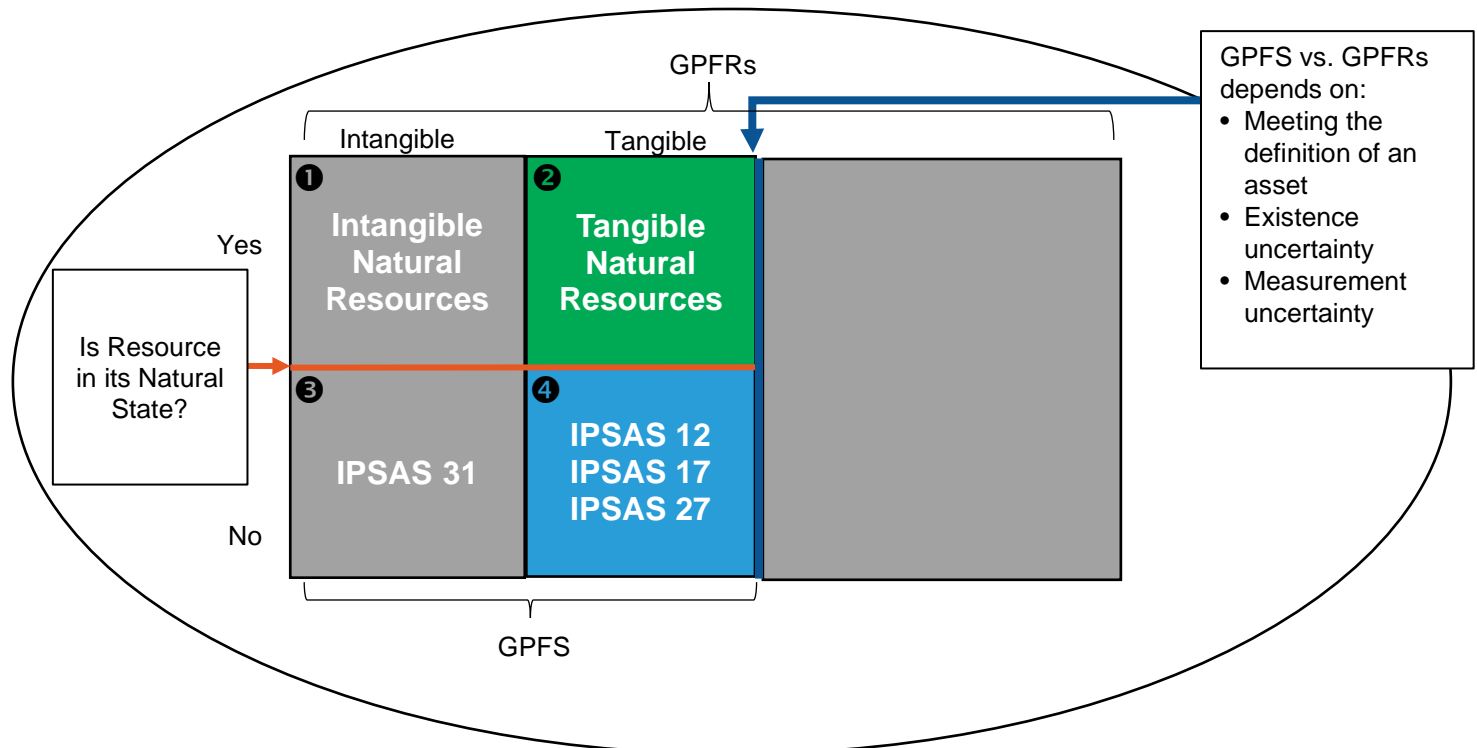 GPFRs
GPFS vs. GPFRs
depends on:
• Meeting the
definition of an
asset
• Existence
uncertainty
• Measurement
uncertainty
Intangible
Tangible
❶
❷
Intangible
Natural
Resources
Tangible
Natural
Resources
Yes
Is Resource
in its Natural
State?
❸
❹
IPSAS 31
IPSAS 12
IPSAS 17
IPSAS 27
No
GPFS